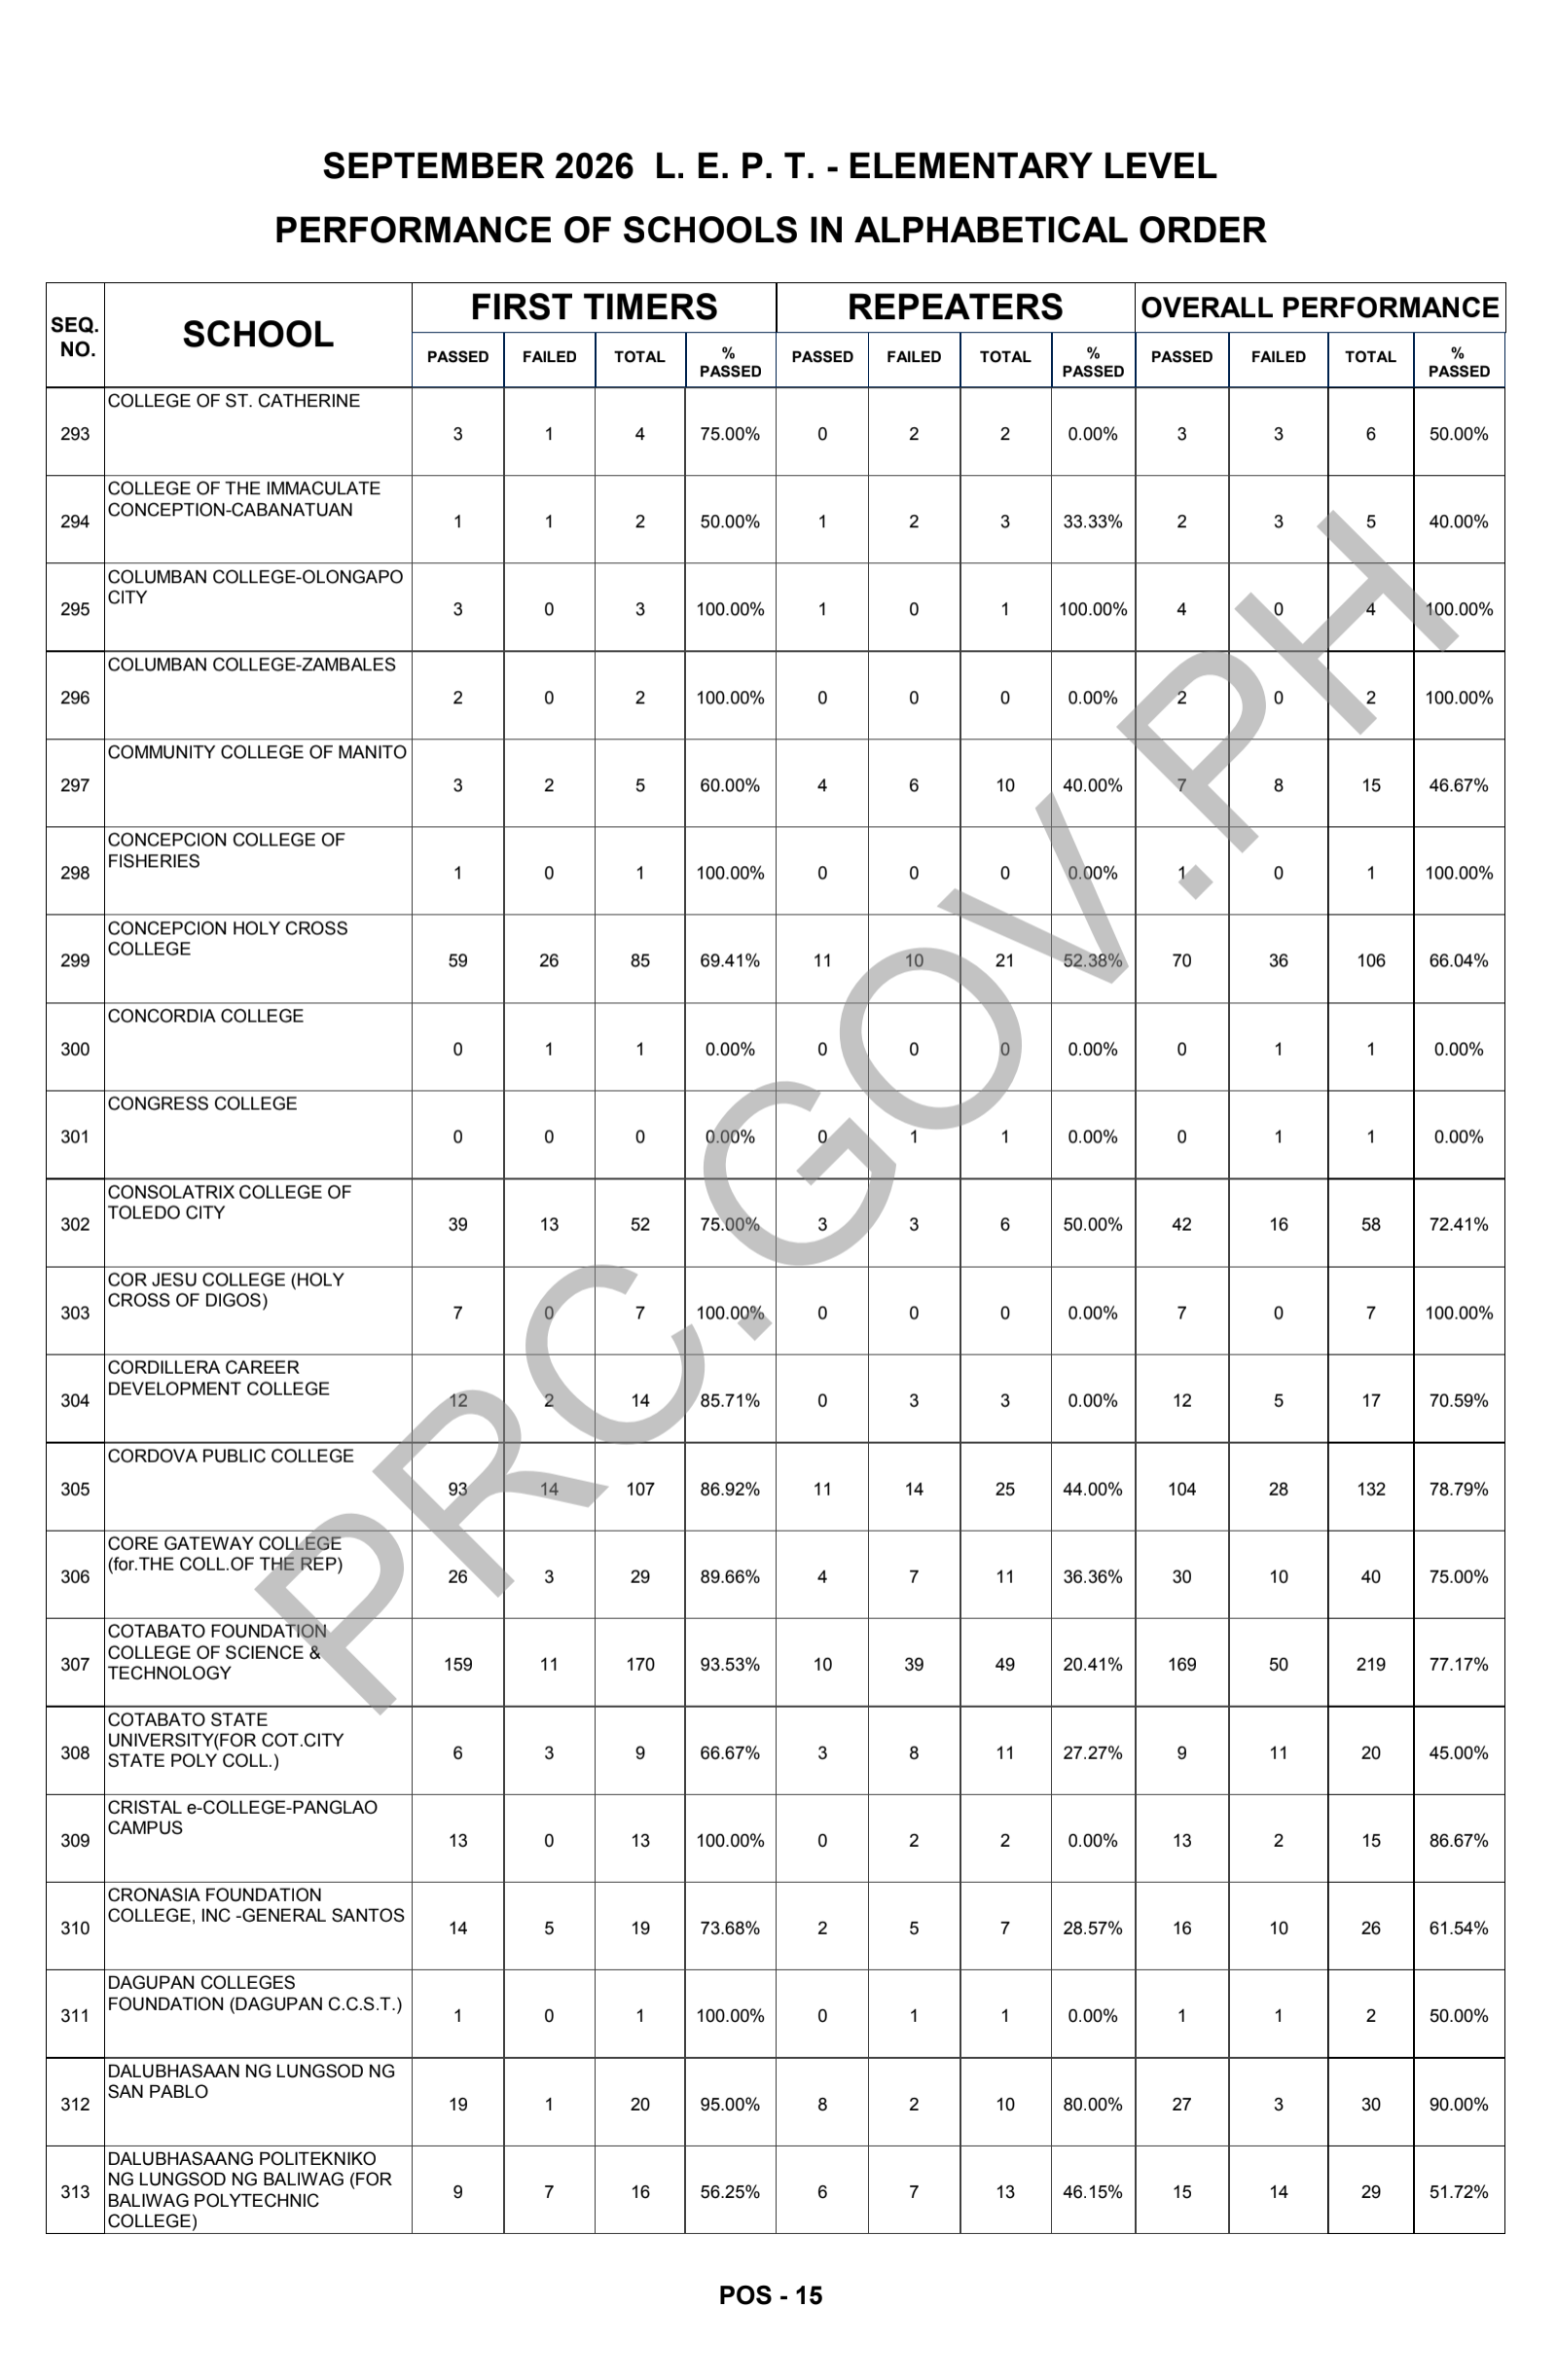 SEPTEMBER 2026 L. E. P. T. - ELEMENTARY LEVEL
PERFORMANCE OF SCHOOLS IN ALPHABETICAL ORDER
SEQ. NO. SCHOOL FIRST TIMERS REPEATERS OVERALL PERFORMANCE
PASSED FAILED TOTAL % PASSED PASSED FAILED TOTAL % PASSED PASSED FAILED TOTAL % PASSED
COLLEGE OF ST. CATHERINE
293 3 1 4 75.00% 0 2 2 0.00% 3 3 6 50.00%
COLLEGE OF THE IMMACULATE
CONCEPTION-CABANATUAN
294 1 1 2 50.00% 1 2 3 33.33% 2 3 5 40.00%
COLUMBAN COLLEGE-OLONGAPO
CITY
295 3 0 3 100.00% 1 0 1 100.00% 4 0 4 100.00%
COLUMBAN COLLEGE-ZAMBALES
296 2 0 2 100.00% 0 0 0 0.00% 2 0 2 100.00%
COMMUNITY COLLEGE OF MANITO
297 3 2 5 60.00% 4 6 10 40.00% 7 8 15 46.67%
CONCEPCION COLLEGE OF
FISHERIES
298 1 0 1 100.00% 0 0 0 0.00% 1 0 1 100.00%
CONCEPCION HOLY CROSS
COLLEGE
299 59 26 85 69.41% 11 10 21 52.38% 70 36 106 66.04%
CONCORDIA COLLEGE
300 0 1 1 0.00% 0 0 0 0.00% 0 1 1 0.00%
CONGRESS COLLEGE
301 0 0 0 0.00% 0 1 1 0.00% 0 1 1 0.00%
CONSOLATRIX COLLEGE OF
TOLEDO CITY
302 39 13 52 75.00% 3 3 6 50.00% 42 16 58 72.41%
COR JESU COLLEGE (HOLY
CROSS OF DIGOS)
303 7 0 7 100.00% 0 0 0 0.00% 7 0 7 100.00%
CORDILLERA CAREER
DEVELOPMENT COLLEGE
304 12 2 14 85.71% 0 3 3 0.00% 12 5 17 70.59%
CORDOVA PUBLIC COLLEGE
305 93 14 107 86.92% 11 14 25 44.00% 104 28 132 78.79%
CORE GATEWAY COLLEGE
(for.THE COLL.OF THE REP)
306 26 3 29 89.66% 4 7 11 36.36% 30 10 40 75.00%
COTABATO FOUNDATION
COLLEGE OF SCIENCE &
TECHNOLOGY
307 159 11 170 93.53% 10 39 49 20.41% 169 50 219 77.17%
COTABATO STATE
UNIVERSITY(FOR COT.CITY
STATE POLY COLL.)
308 6 3 9 66.67% 3 8 11 27.27% 9 11 20 45.00%
CRISTAL e-COLLEGE-PANGLAO
CAMPUS
309 13 0 13 100.00% 0 2 2 0.00% 13 2 15 86.67%
CRONASIA FOUNDATION
COLLEGE, INC -GENERAL SANTOS
310 14 5 19 73.68% 2 5 7 28.57% 16 10 26 61.54%
DAGUPAN COLLEGES
FOUNDATION (DAGUPAN C.C.S.T.)
311 1 0 1 100.00% 0 1 1 0.00% 1 1 2 50.00%
DALUBHASAAN NG LUNGSOD NG
SAN PABLO
312 19 1 20 95.00% 8 2 10 80.00% 27 3 30 90.00%
DALUBHASAANG POLITEKNIKO
NG LUNGSOD NG BALIWAG (FOR
BALIWAG POLYTECHNIC
COLLEGE)
313 9 7 16 56.25% 6 7 13 46.15% 15 14 29 51.72%
PRC.GOV.PH
POS - 15